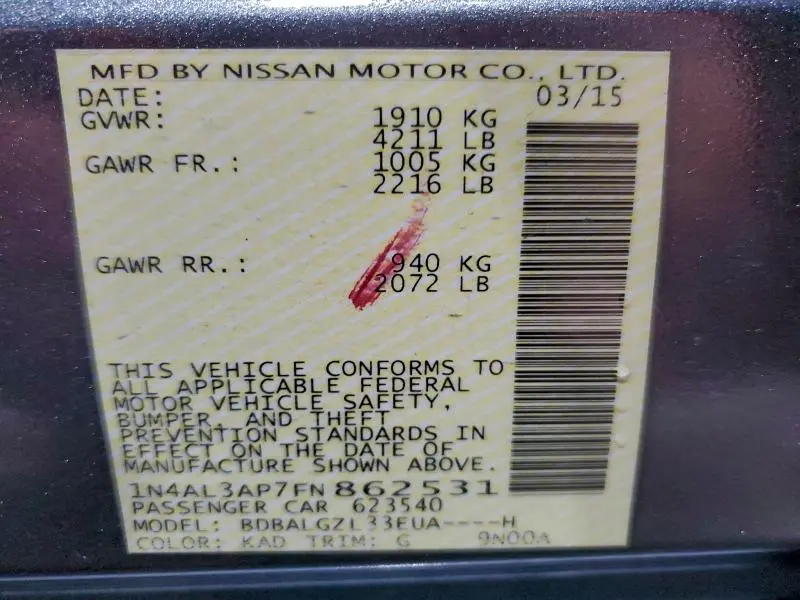 MFD BY NISSAN MOTOR CO., LTD.
DATE: 03/15
GVWR: 1910 KG
4211 LB
GAWR FR.: 1005 KG
2216 LB
GAWR RR.: 940 KG
2072 LB
THIS VEHICLE CONFORMS TO
ALL APPLICABLE FEDERAL
MOTOR VEHICLE SAFETY,
BUMPER, AND THEFT
PREVENTION STANDARDS IN
EFFECT ON THE DATE OF
MANUFACTURE SHOWN ABOVE.
1N4AL3AP7FN862531
PASSENGER CAR 623540
MODEL: BDBALGZL33EUA----H
COLOR: KAD TRIM: G 9N00A